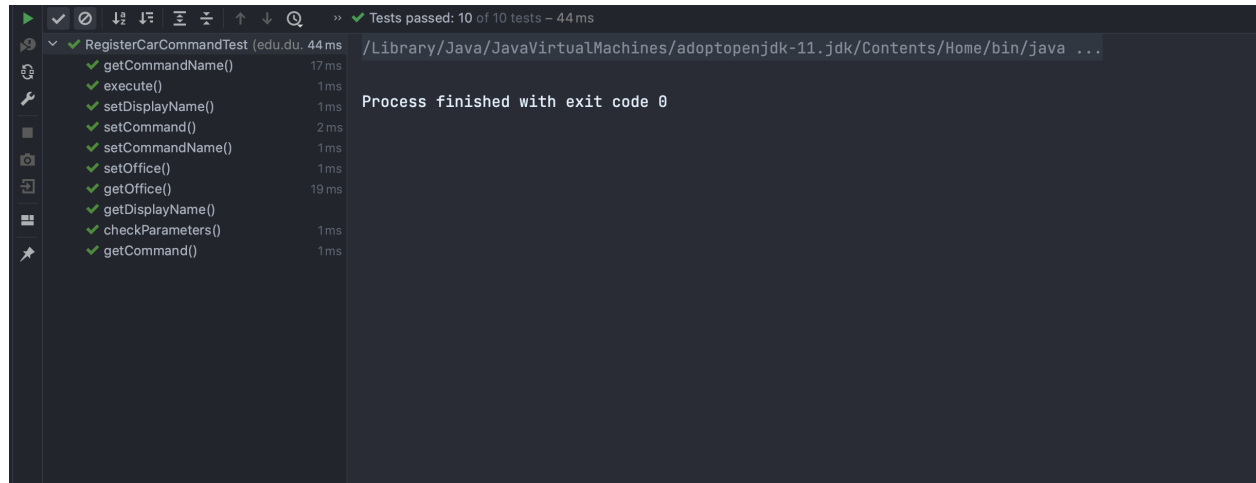 ›› Tests passed: 10 of 10 tests – 44 ms
RegisterCarCommandTest (edu.du. 44 ms
getCommandName() 17 ms
execute() 1 ms
setDisplayName() 1 ms
setCommand() 2 ms
setCommandName() 1 ms
setOffice() 1 ms
getOffice() 19 ms
getDisplayName()
checkParameters() 1 ms
getCommand() 1 ms
/Library/Java/JavaVirtualMachines/adoptopenjdk-11.jdk/Contents/Home/bin/java ...
Process finished with exit code 0